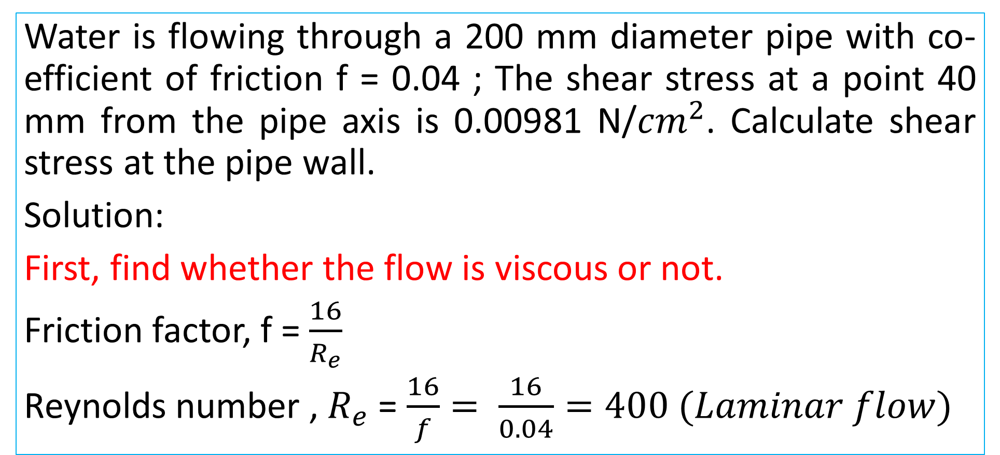 Water is flowing through a 200 mm diameter pipe with co-
efficient of friction f = 0.04 ; The shear stress at a point 40
mm from the pipe axis is 0.00981 N/cm². Calculate shear
stress at the pipe wall.
Solution:
First, find whether the flow is viscous or not.
Friction factor, f = \frac{16}{R_e}
Reynolds number , R_e = \frac{16}{f} = \frac{16}{0.04} = 400 (Laminar flow)